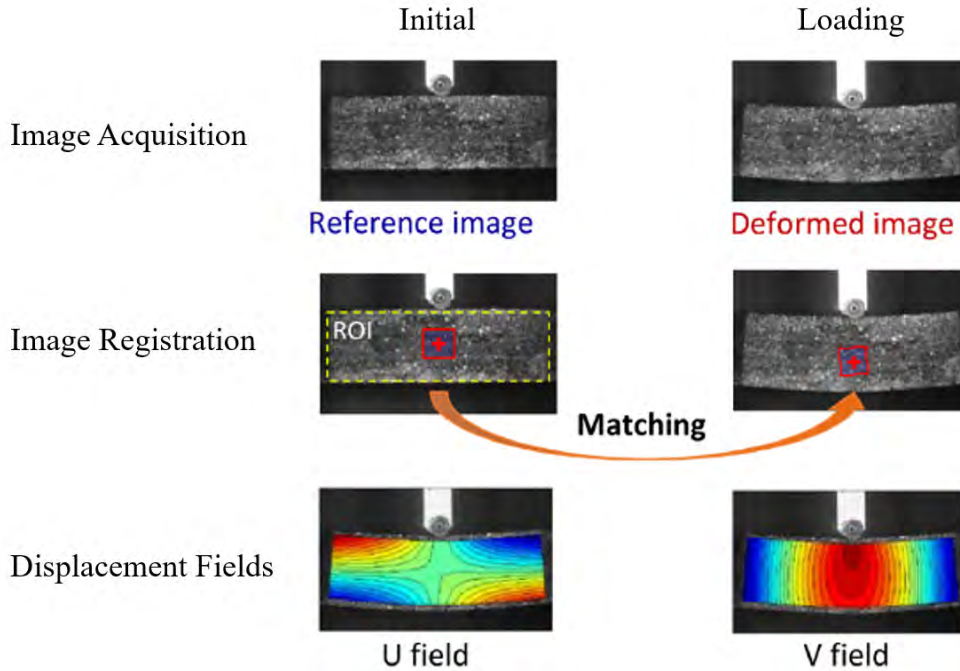 Initial
Loading
Image Acquisition
Reference image
Deformed image
Image Registration
ROI
Matching
Displacement Fields
U field
V field